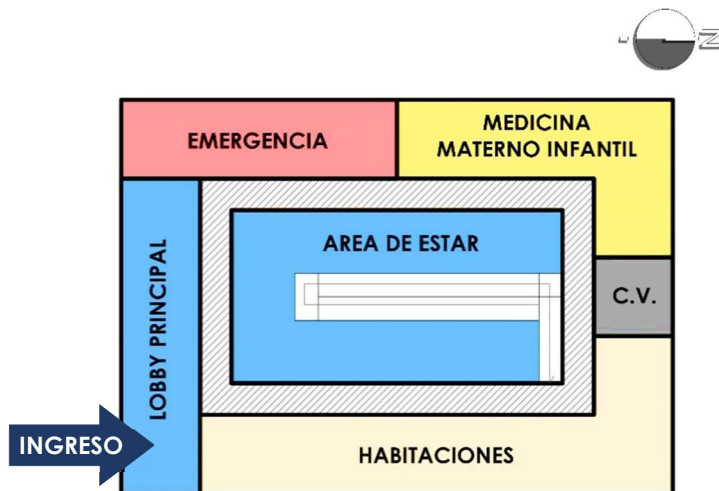 N
EMERGENCIA
MEDICINA
MATERNO INFANTIL
AREA DE ESTAR
C.V.
LOBBY PRINCIPAL
INGRESO
HABITACIONES